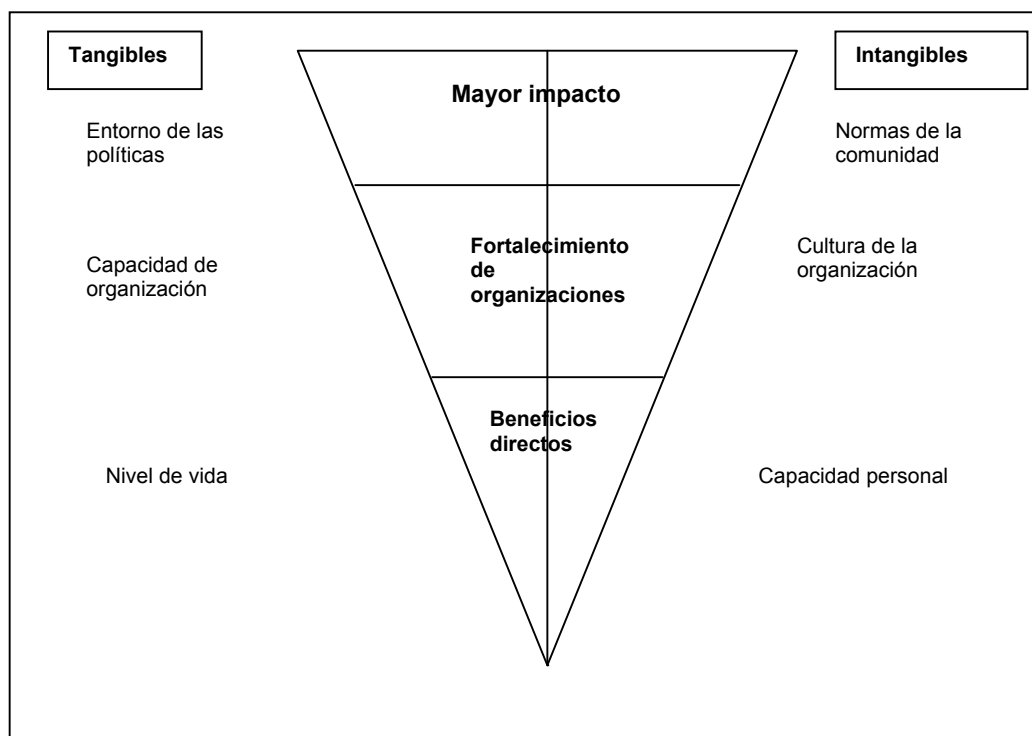 Tangibles
Intangibles
Mayor impacto
Entorno de las
políticas
Normas de la
comunidad
Fortalecimiento
de
organizaciones
Capacidad de
organización
Cultura de la
organización
Beneficios
directos
Nivel de vida
Capacidad personal